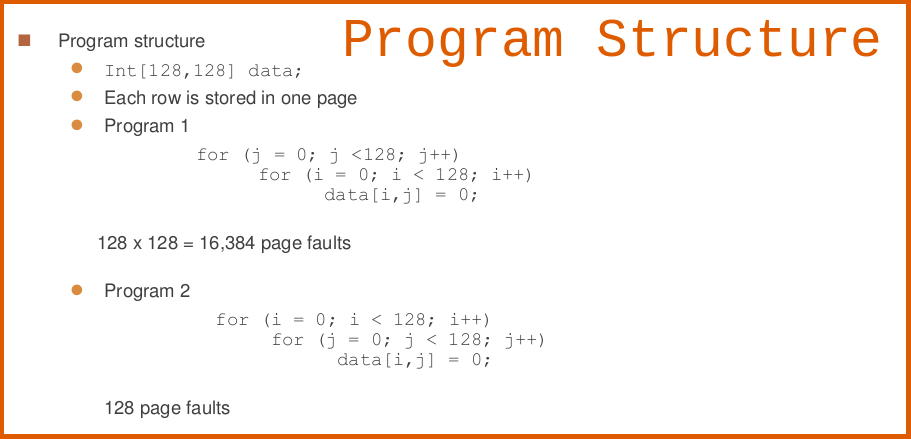 Program Structure
Program structure
Int[128,128] data;
Each row is stored in one page
Program 1
for (j = 0; j <128; j++)
for (i = 0; i < 128; i++)
data[i,j] = 0;
128 x 128 = 16,384 page faults
Program 2
for (i = 0; i < 128; i++)
for (j = 0; j < 128; j++)
data[i,j] = 0;
128 page faults